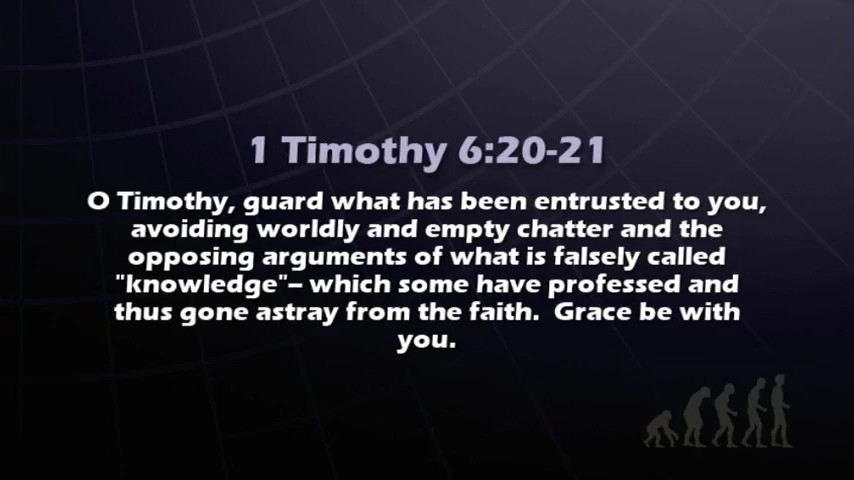 1 Timothy 6:20-21
O Timothy, guard what has been entrusted to you,
avoiding worldly and empty chatter and the
opposing arguments of what is falsely called
"knowledge"– which some have professed and
thus gone astray from the faith.  Grace be with
you.